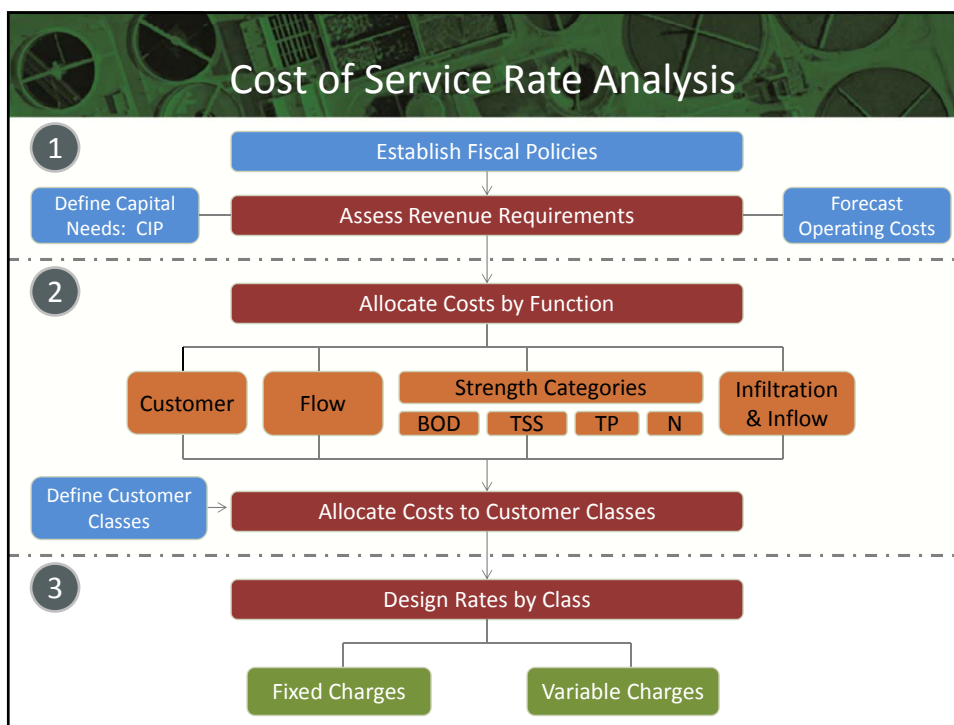 Cost of Service Rate Analysis
1
Establish Fiscal Policies
Define Capital
Needs: CIP
Assess Revenue Requirements
Forecast
Operating Costs
2
Allocate Costs by Function
Customer
Flow
Strength Categories
BOD
TSS
TP
N
Infiltration
& Inflow
Define Customer
Classes
Allocate Costs to Customer Classes
3
Design Rates by Class
Fixed Charges
Variable Charges